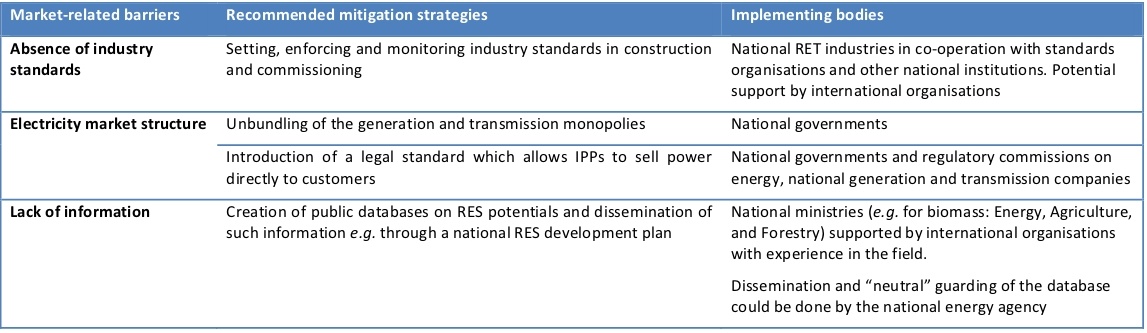 Market-related barriers Recommended mitigation strategies Implementing bodies
Absence of industry standards
Setting, enforcing and monitoring industry standards in construction
and commissioning
National RET industries in co-operation with standards
organisations and other national institutions. Potential
support by international organisations
Electricity market structure
Unbundling of the generation and transmission monopolies
National governments
Introduction of a legal standard which allows IPPs to sell power
directly to customers
National governments and regulatory commissions on
energy, national generation and transmission companies
Lack of information
Creation of public databases on RES potentials and dissemination of
such information e.g. through a national RES development plan
National ministries (e.g. for biomass: Energy, Agriculture,
and Forestry) supported by international organisations
with experience in the field.
Dissemination and “neutral” guarding of the database
could be done by the national energy agency